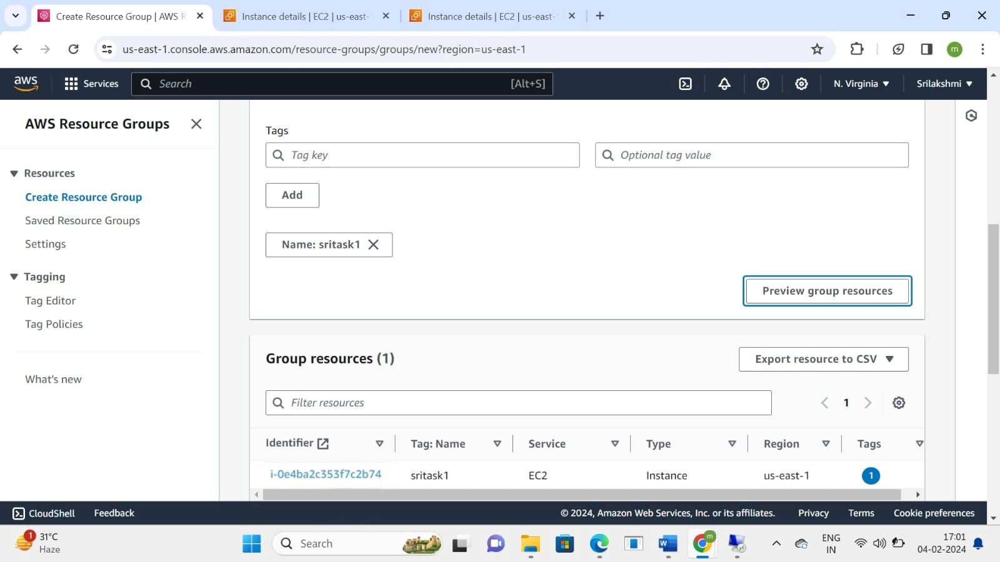 Create Resource Group | AWS R
Instance details | EC2 | us-east-1
Instance details | EC2 | us-east-1
us-east-1.console.aws.amazon.com/resource-groups/groups/new?region=us-east-1
m
aws
Services
Search
[Alt+S]
N. Virginia
Srilakshmi
AWS Resource Groups
Resources
Create Resource Group
Saved Resource Groups
Settings
Tagging
Tag Editor
Tag Policies
What's new
Tags
Tag key
Optional tag value
Add
Name: sritask1
Preview group resources
Group resources (1)
Export resource to CSV
Filter resources
1
Identifier
Tag: Name
Service
Type
Region
Tags
i-0e4ba2c353f7c2b74
sritask1
EC2
Instance
us-east-1
1
CloudShell
Feedback
© 2024, Amazon Web Services, Inc. or its affiliates.
Privacy
Terms
Cookie preferences
1
31°C
Haze
Search
m
ENG
IN
17:01
04-02-2024